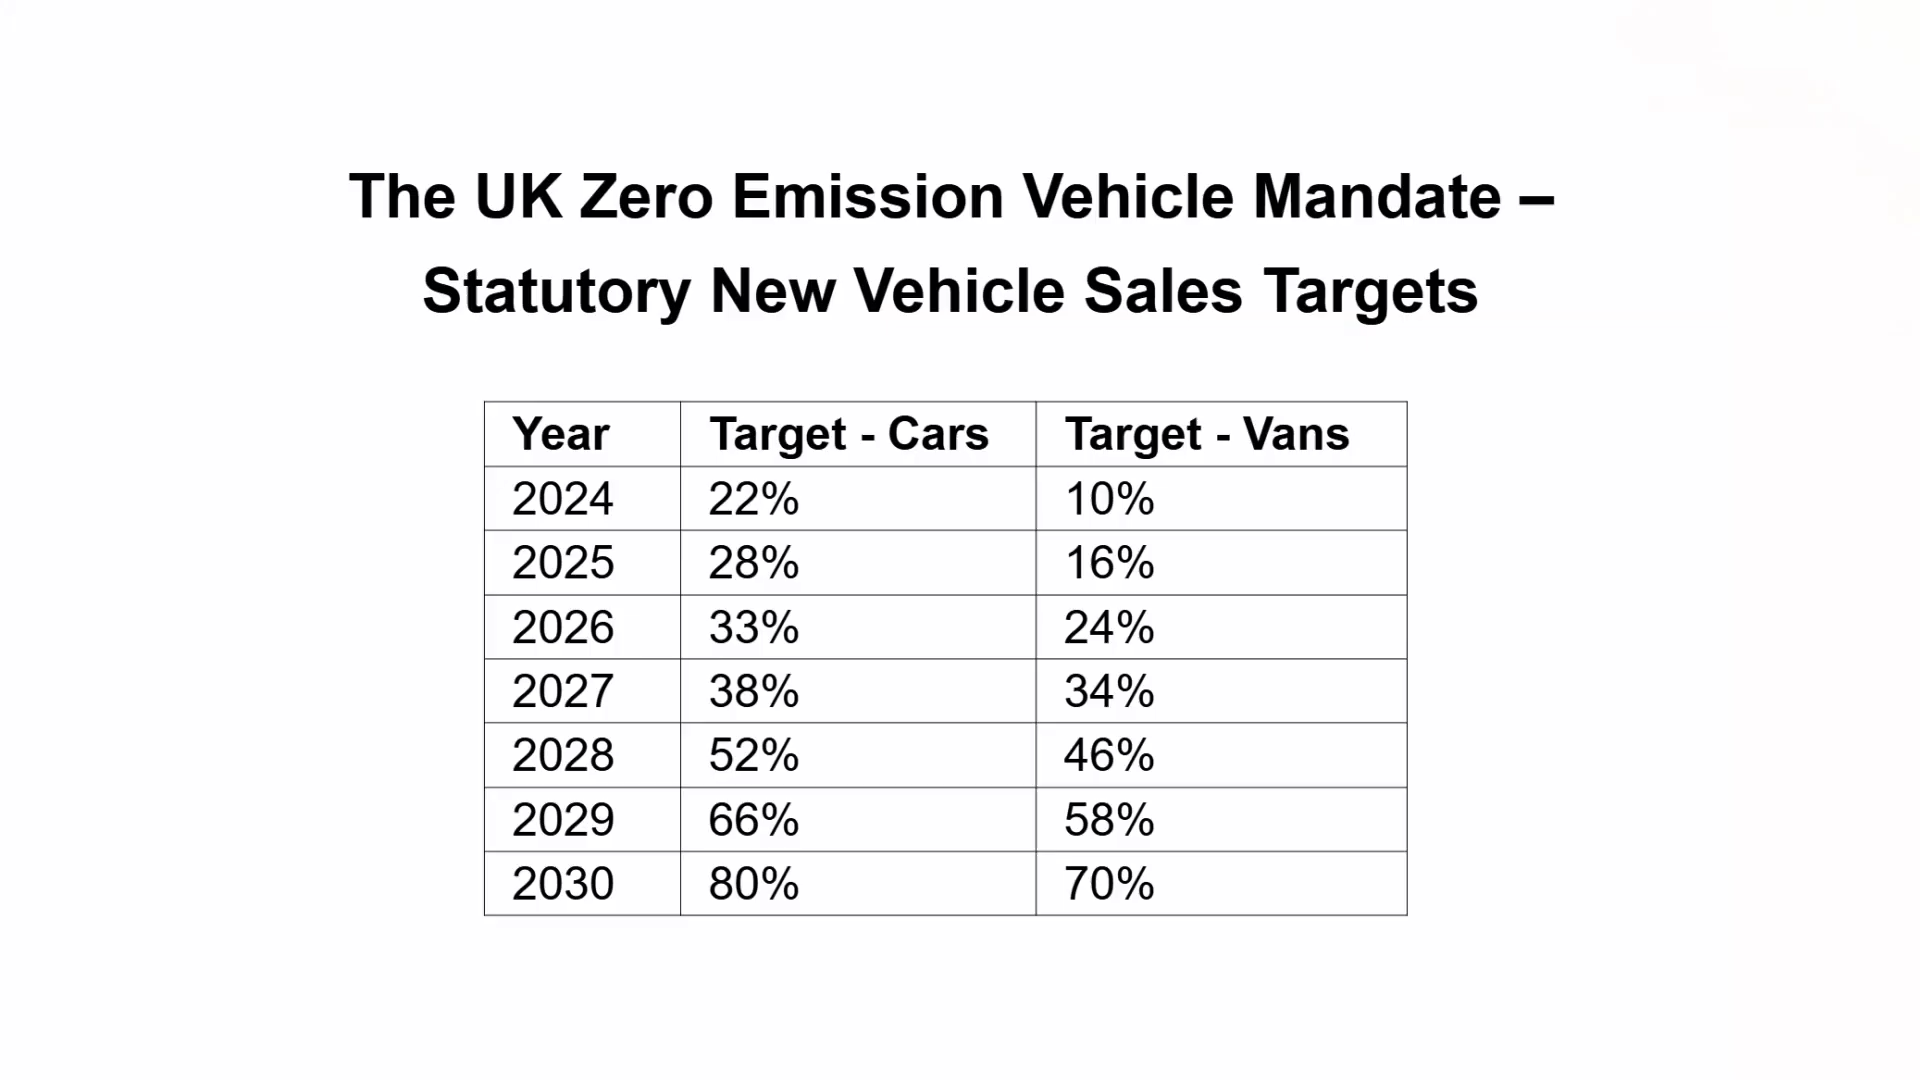 The UK Zero Emission Vehicle Mandate –
Statutory New Vehicle Sales Targets
Year Target - Cars Target - Vans
2024 22% 10%
2025 28% 16%
2026 33% 24%
2027 38% 34%
2028 52% 46%
2029 66% 58%
2030 80% 70%